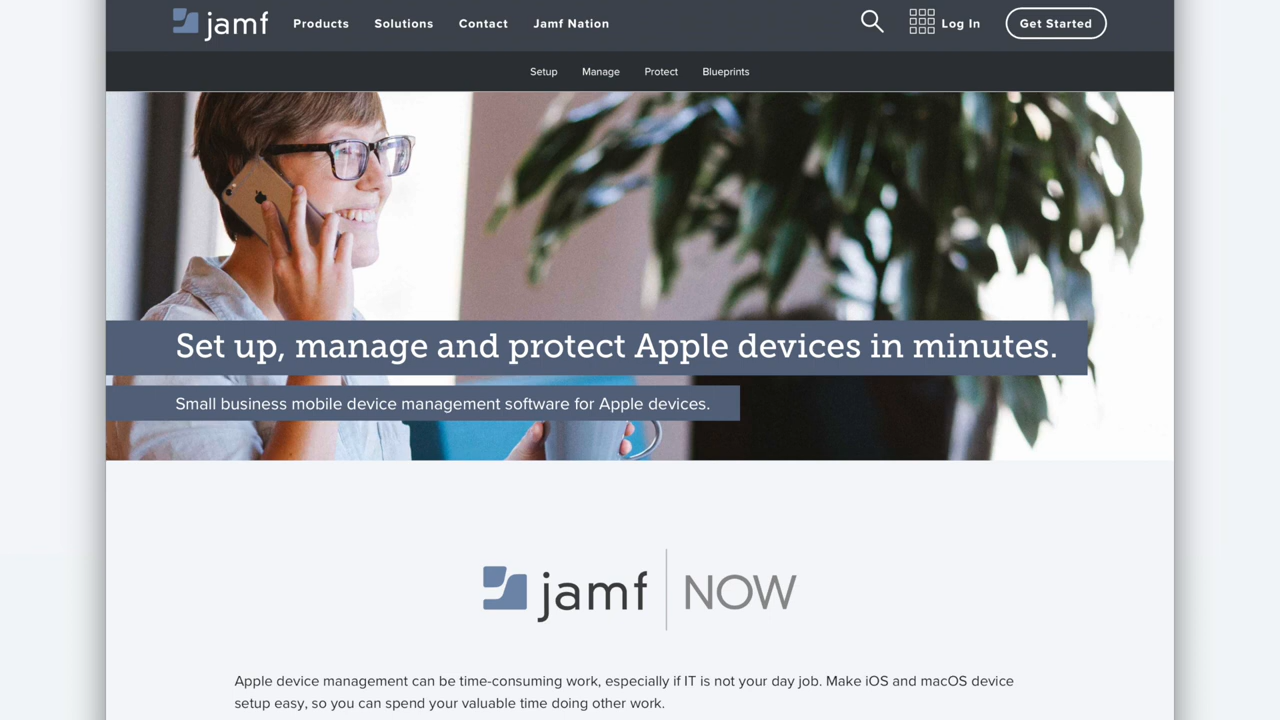 jamf Products Solutions Contact Jamf Nation Log In Get Started
Setup Manage Protect Blueprints
Set up, manage and protect Apple devices in minutes.
Small business mobile device management software for Apple devices.
jamf NOW
Apple device management can be time-consuming work, especially if IT is not your day job. Make iOS and macOS device
setup easy, so you can spend your valuable time doing other work.